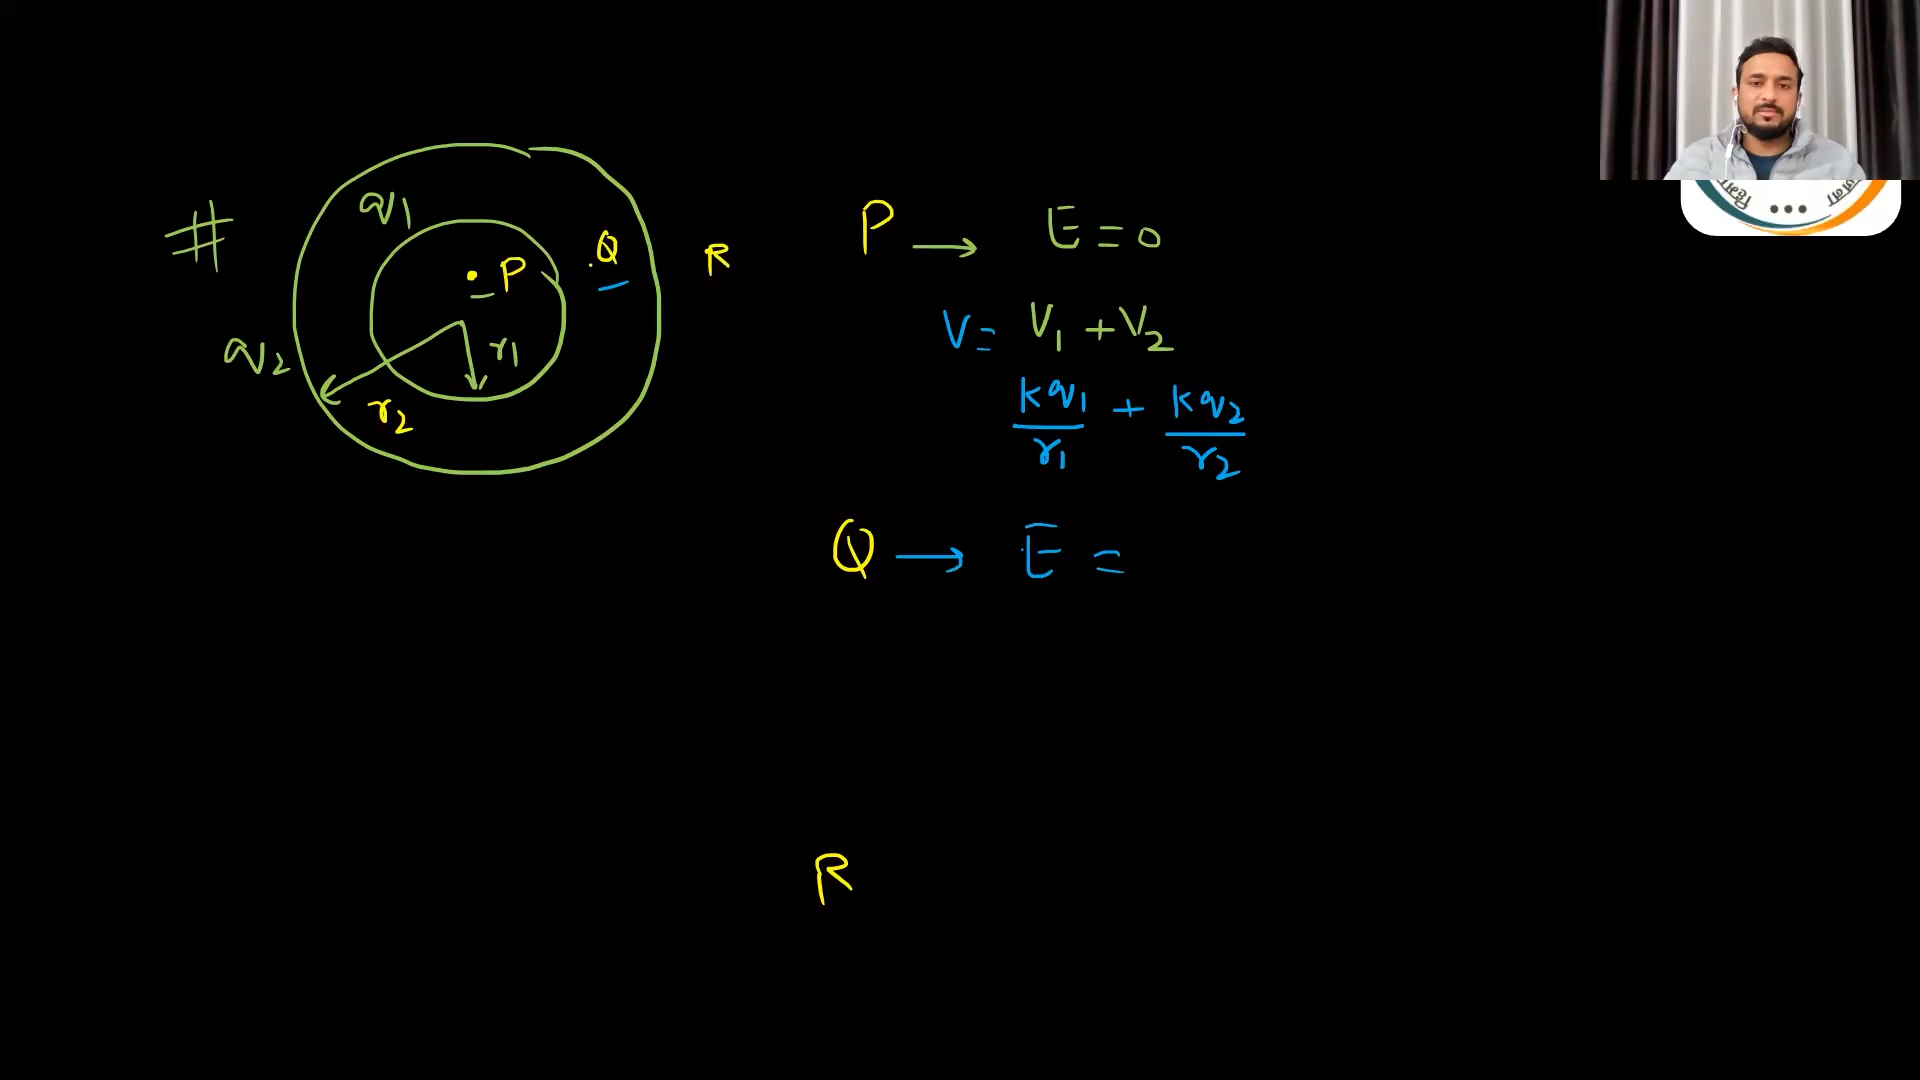 #
q1
P
Q
R
r1
q2
r2
P → E = 0
V = V1 + V2
kq1/r1 + kq2/r2
Q → E =
R